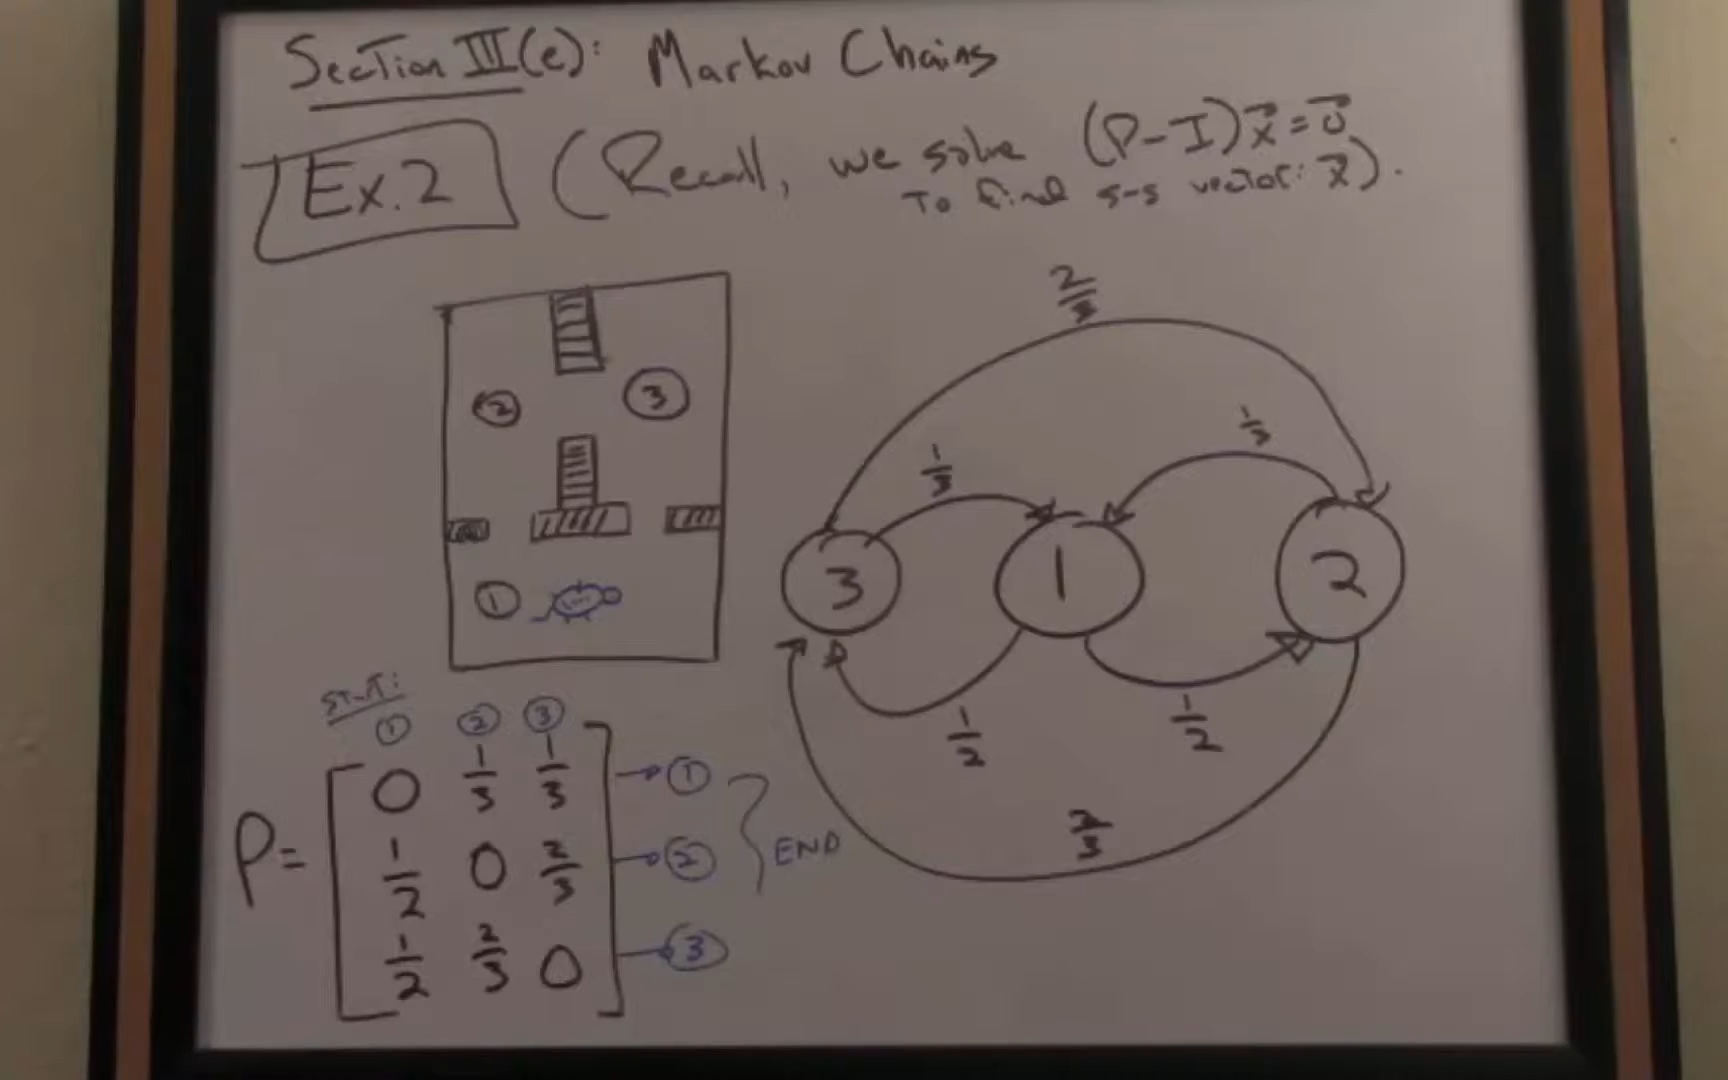 Section III(e): Markov Chains
Ex.2 (Recall, we solve (P-I)x⃗=0⃗
To find s-s vector: x⃗).
2/3
② ③
1/3 1/3
3 1 2
①
1/2 1/2
2/3
START:
① ② ③
P= [ 0 1/3 1/3 ] → ①
1/2 0 2/3 → ② } END
1/2 2/3 0 → ③